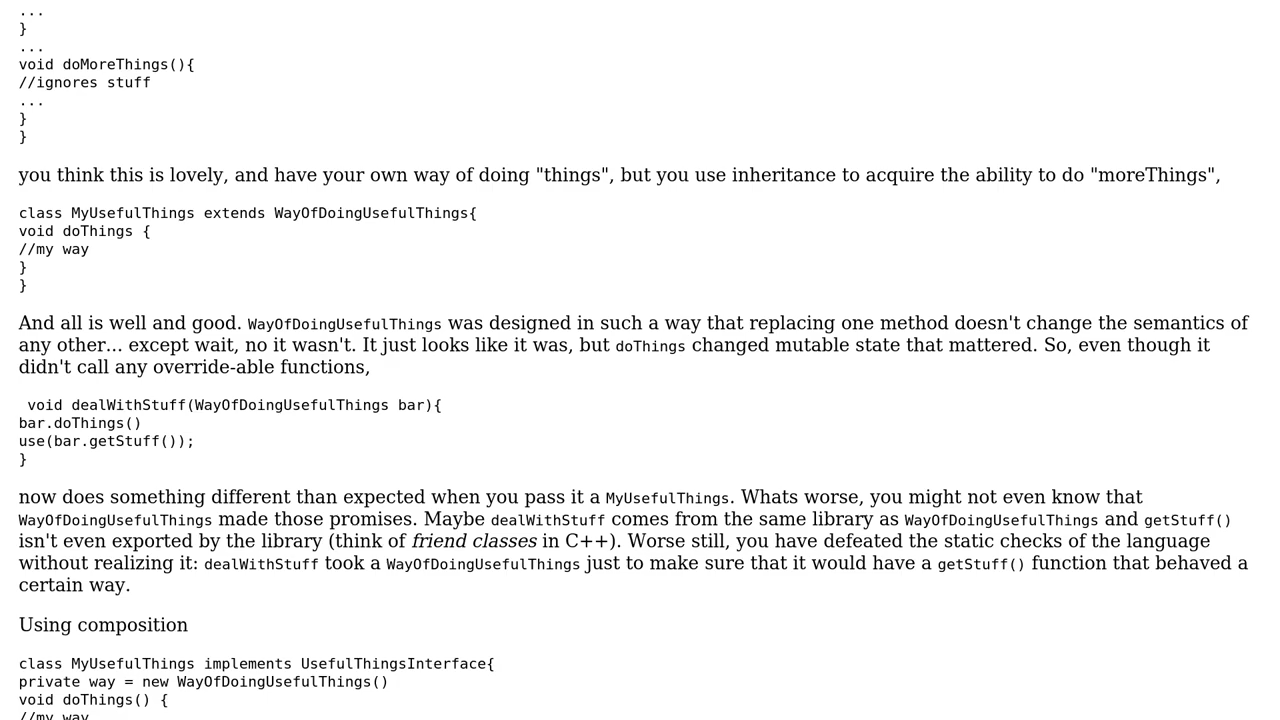 ...
}
...
void doMoreThings(){
//ignores stuff
...
}
}
you think this is lovely, and have your own way of doing "things", but you use inheritance to acquire the ability to do "moreThings",
class MyUsefulThings extends WayOfDoingUsefulThings{
void doThings {
//my way
}
}
And all is well and good. WayOfDoingUsefulThings was designed in such a way that replacing one method doesn't change the semantics of
any other... except wait, no it wasn't. It just looks like it was, but doThings changed mutable state that mattered. So, even though it
didn't call any override-able functions,
void dealWithStuff(WayOfDoingUsefulThings bar){
bar.doThings()
use(bar.getStuff());
}
now does something different than expected when you pass it a MyUsefulThings. Whats worse, you might not even know that
WayOfDoingUsefulThings made those promises. Maybe dealWithStuff comes from the same library as WayOfDoingUsefulThings and getStuff()
isn't even exported by the library (think of friend classes in C++). Worse still, you have defeated the static checks of the language
without realizing it: dealWithStuff took a WayOfDoingUsefulThings just to make sure that it would have a getStuff() function that behaved a
certain way.
Using composition
class MyUsefulThings implements UsefulThingsInterface{
private way = new WayOfDoingUsefulThings()
void doThings() {
//my way